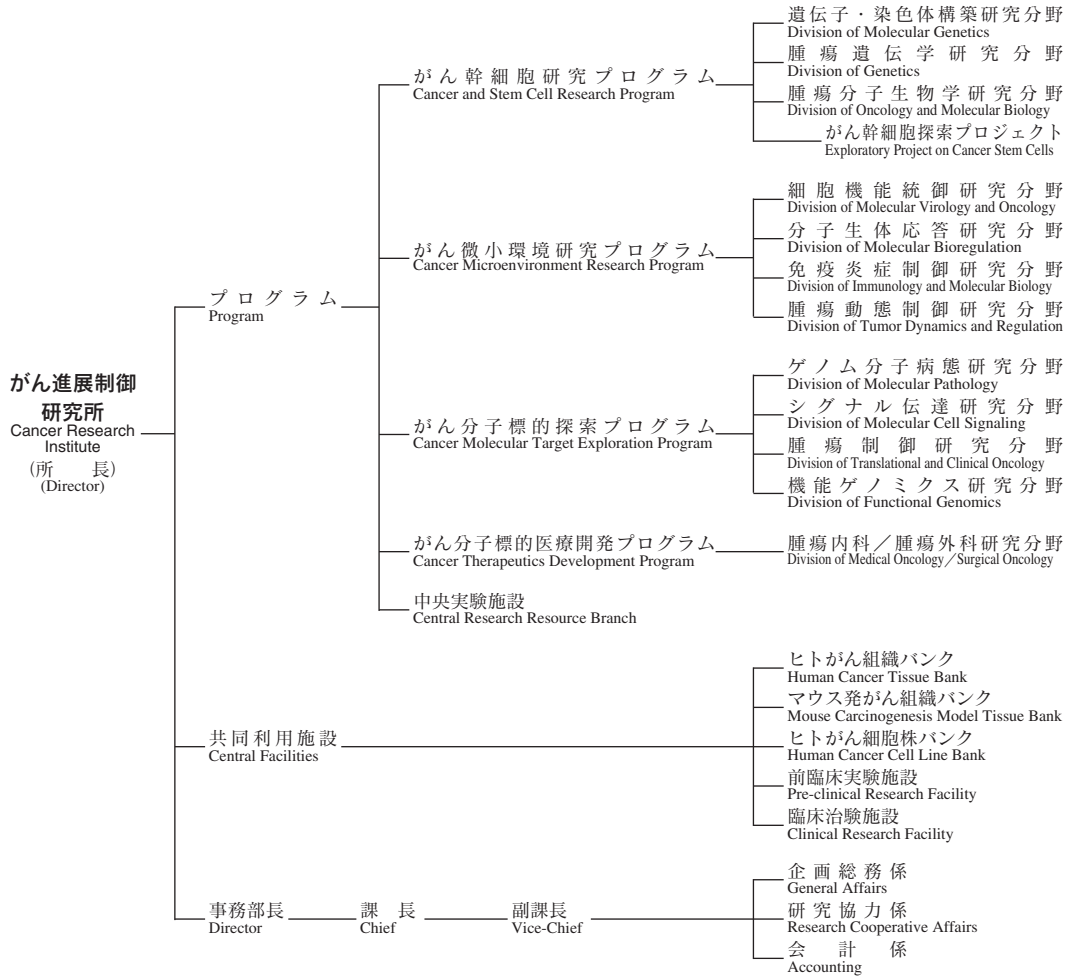 がん進展制御
研究所
Cancer Research
Institute
(所　　長)
(Director)
プログラム
Program
がん幹細胞研究プログラム
Cancer and Stem Cell Research Program
遺伝子・染色体構築研究分野
Division of Molecular Genetics
腫瘍遺伝学研究分野
Division of Genetics
腫瘍分子生物学研究分野
Division of Oncology and Molecular Biology
がん幹細胞探索プロジェクト
Exploratory Project on Cancer Stem Cells
がん微小環境研究プログラム
Cancer Microenvironment Research Program
細胞機能統御研究分野
Division of Molecular Virology and Oncology
分子生体応答研究分野
Division of Molecular Bioregulation
免疫炎症制御研究分野
Division of Immunology and Molecular Biology
腫瘍動態制御研究分野
Division of Tumor Dynamics and Regulation
がん分子標的探索プログラム
Cancer Molecular Target Exploration Program
ゲノム分子病態研究分野
Division of Molecular Pathology
シグナル伝達研究分野
Division of Molecular Cell Signaling
腫瘍制御研究分野
Division of Translational and Clinical Oncology
機能ゲノミクス研究分野
Division of Functional Genomics
がん分子標的医療開発プログラム
Cancer Therapeutics Development Program
腫瘍内科／腫瘍外科研究分野
Division of Medical Oncology／Surgical Oncology
中央実験施設
Central Research Resource Branch
共同利用施設
Central Facilities
ヒトがん組織バンク
Human Cancer Tissue Bank
マウス発がん組織バンク
Mouse Carcinogenesis Model Tissue Bank
ヒトがん細胞株バンク
Human Cancer Cell Line Bank
前臨床実験施設
Pre-clinical Research Facility
臨床治験施設
Clinical Research Facility
事務部長
Director
課　長
Chief
副課長
Vice-Chief
企画総務係
General Affairs
研究協力係
Research Cooperative Affairs
会　計　係
Accounting